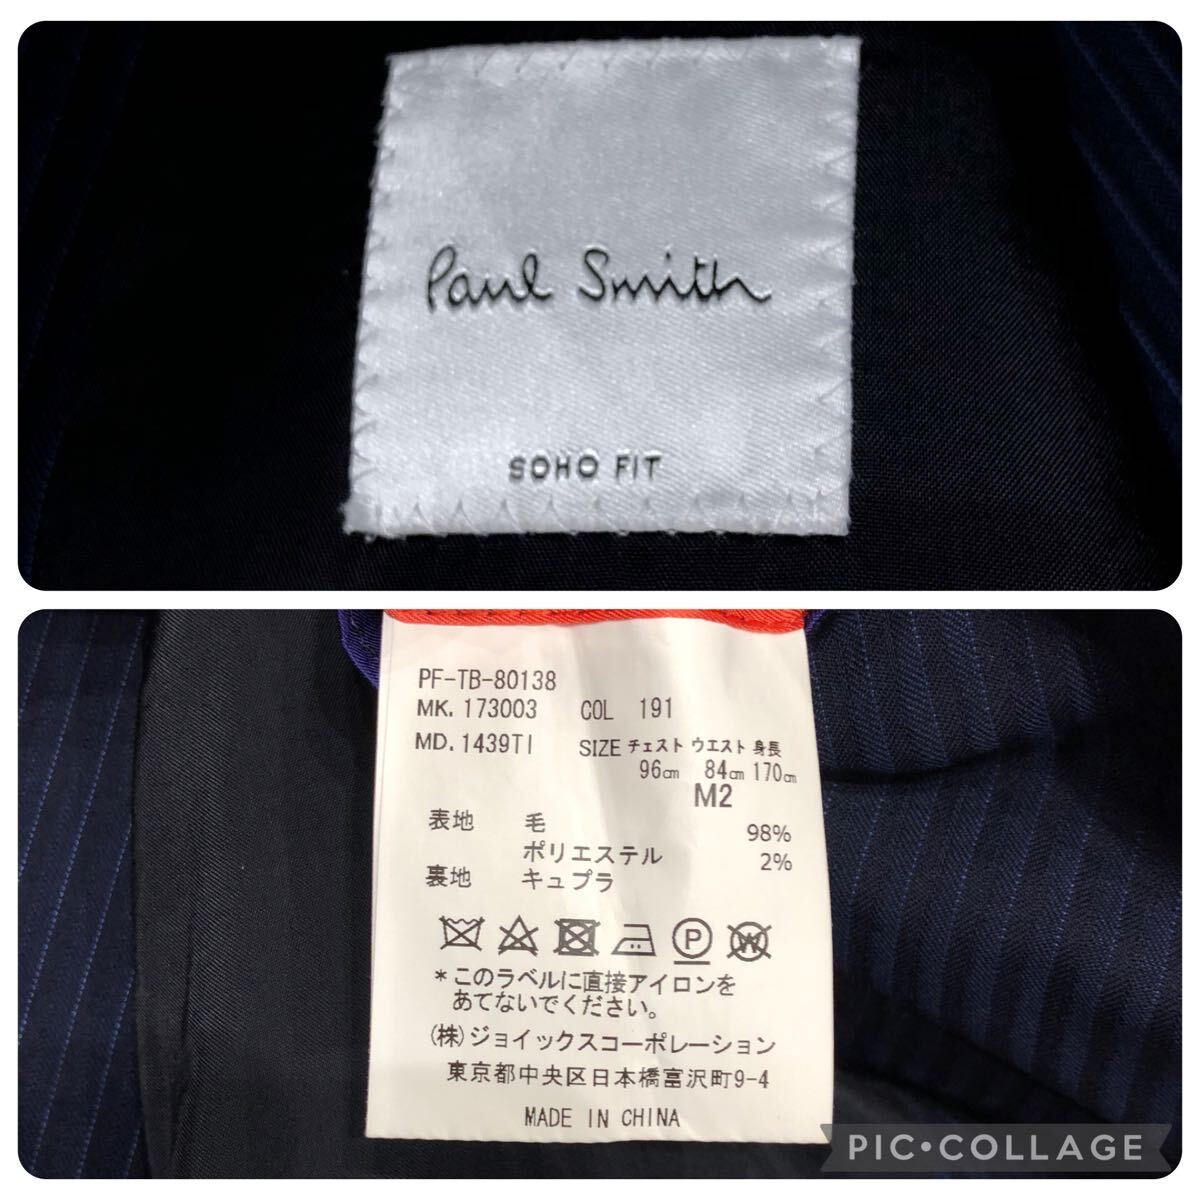 Paul Smith
SOHO FIT
PF-TB-80138
MK. 173003 COL 191
MD. 1439TI SIZE チェスト ウエスト 身長
96cm 84cm 170cm
M2
表地 毛 98%
ポリエステル 2%
裏地 キュプラ
P W
*このラベルに直接アイロンを
あてないでください。
(株)ジョイックスコーポレーション
東京都中央区日本橋富沢町9-4
MADE IN CHINA
PIC•COLLAGE